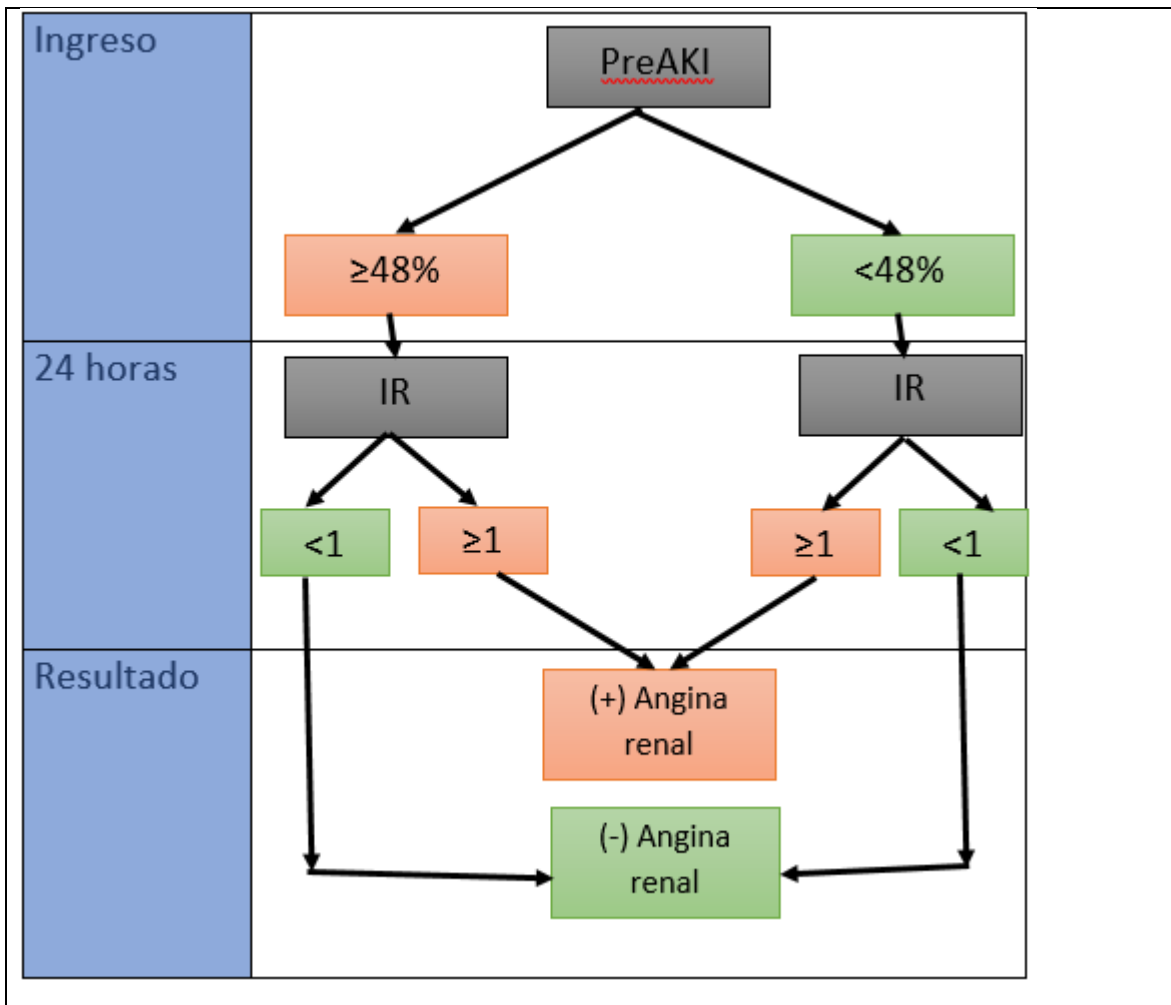 Ingreso
PreAKI
≥48%
<48%
24 horas
IR
IR
<1
≥1
≥1
<1
Resultado
(+) Angina
renal
(-) Angina
renal